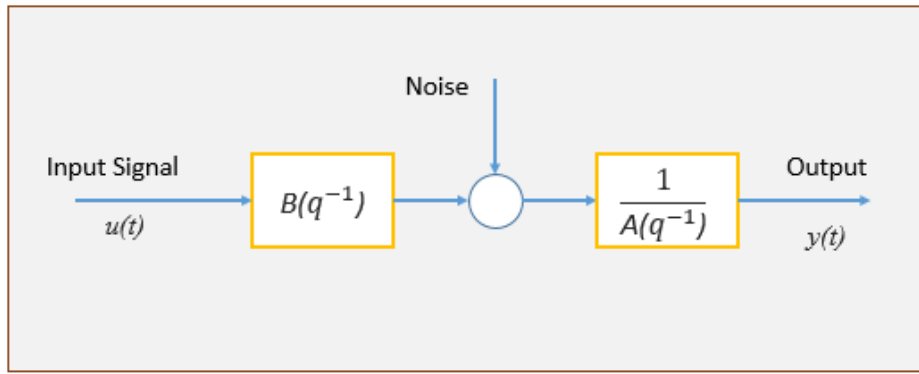 Noise
Input Signal
u(t)
B(q⁻¹)
1
A(q⁻¹)
Output
y(t)